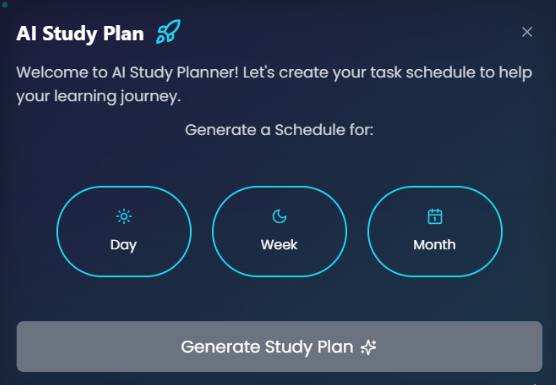 AI Study Plan
Welcome to AI Study Planner! Let's create your task schedule to help
your learning journey.
Generate a Schedule for:
Day
Week
Month
Generate Study Plan